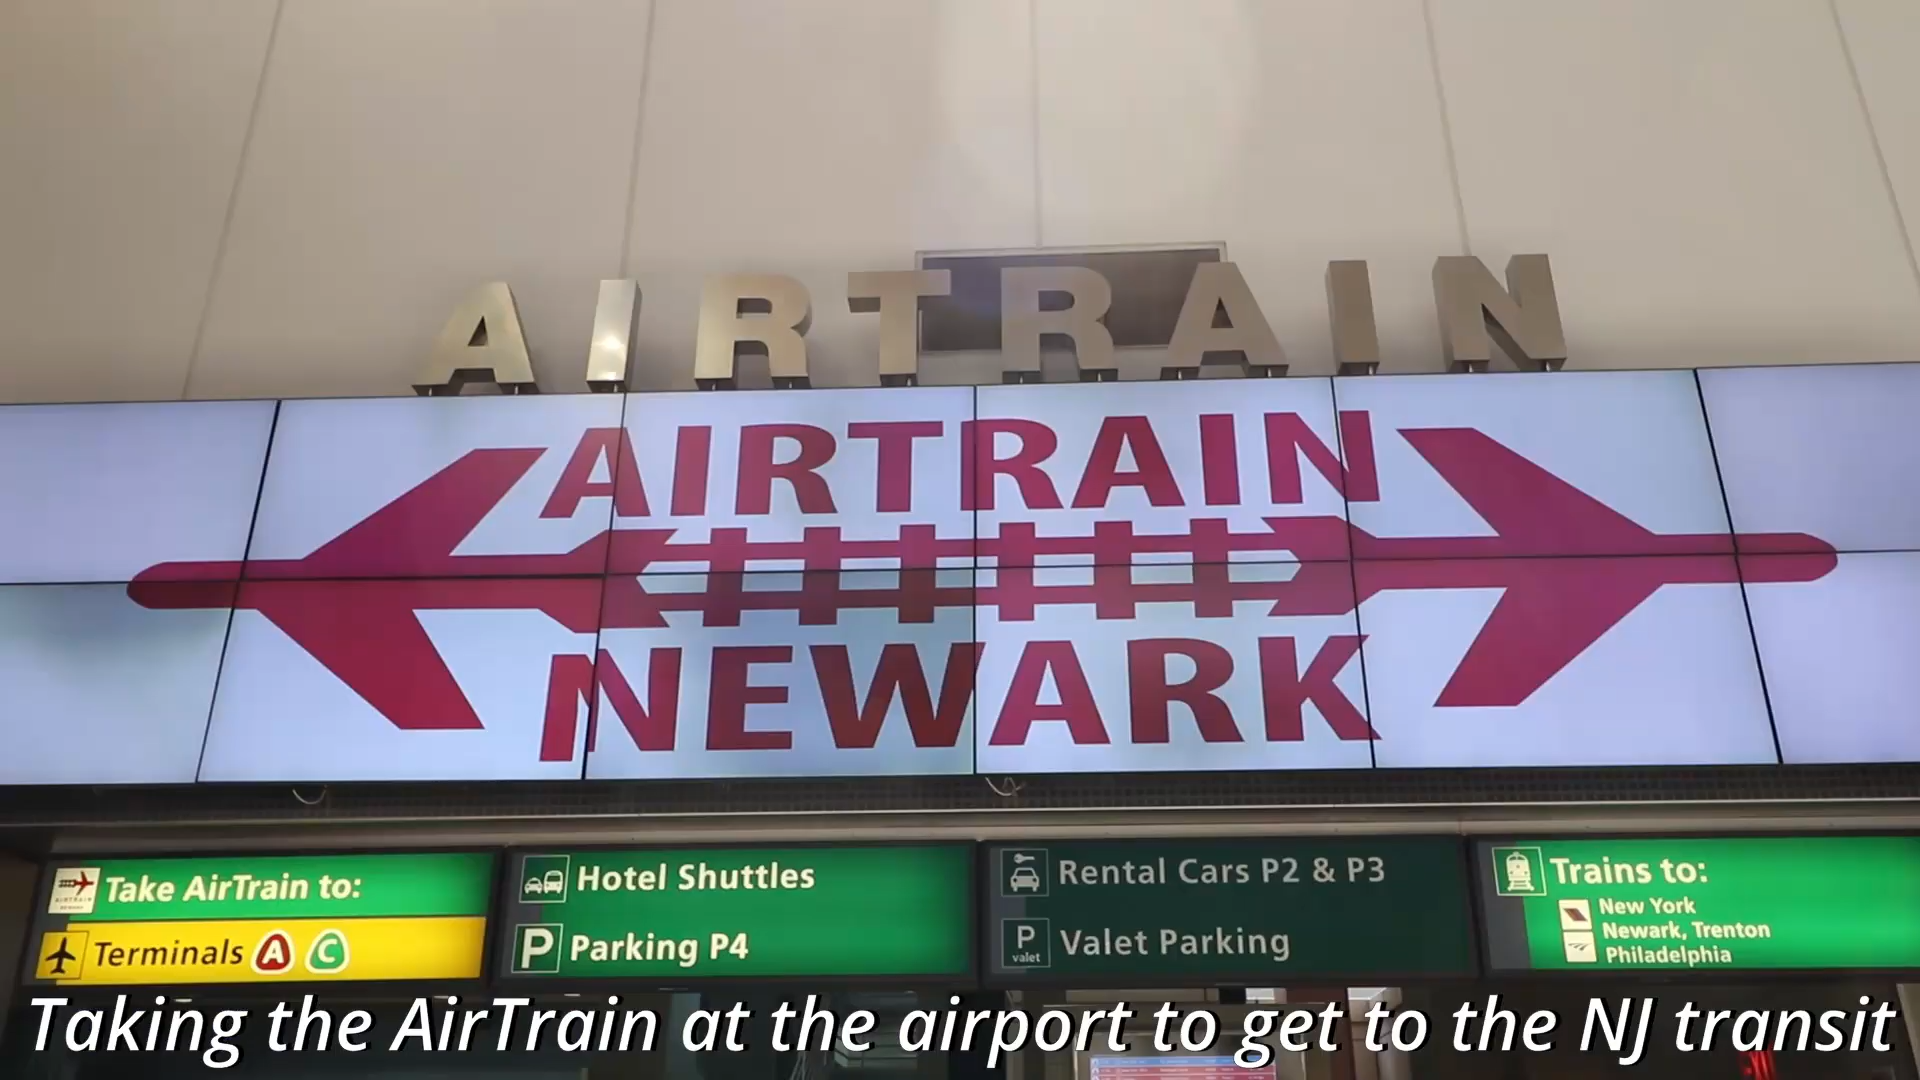 AIRTRAIN
AIRTRAIN
NEWARK
Take AirTrain to:
Terminals A C
Hotel Shuttles
P Parking P4
Rental Cars P2 & P3
P valet Valet Parking
Trains to:
New York
Newark, Trenton
Philadelphia
Taking the AirTrain at the airport to get to the NJ transit